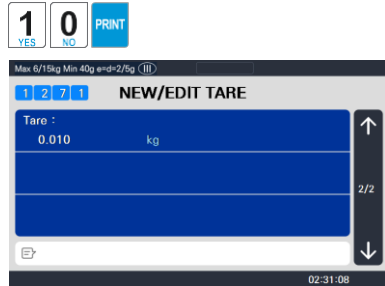 1 0 PRINT
YES NO
Max 6/15kg Min 40g e=d=2/5g III
1 2 7 1 NEW/EDIT TARE
Tare :
0.010 kg
2/2
02:31:08